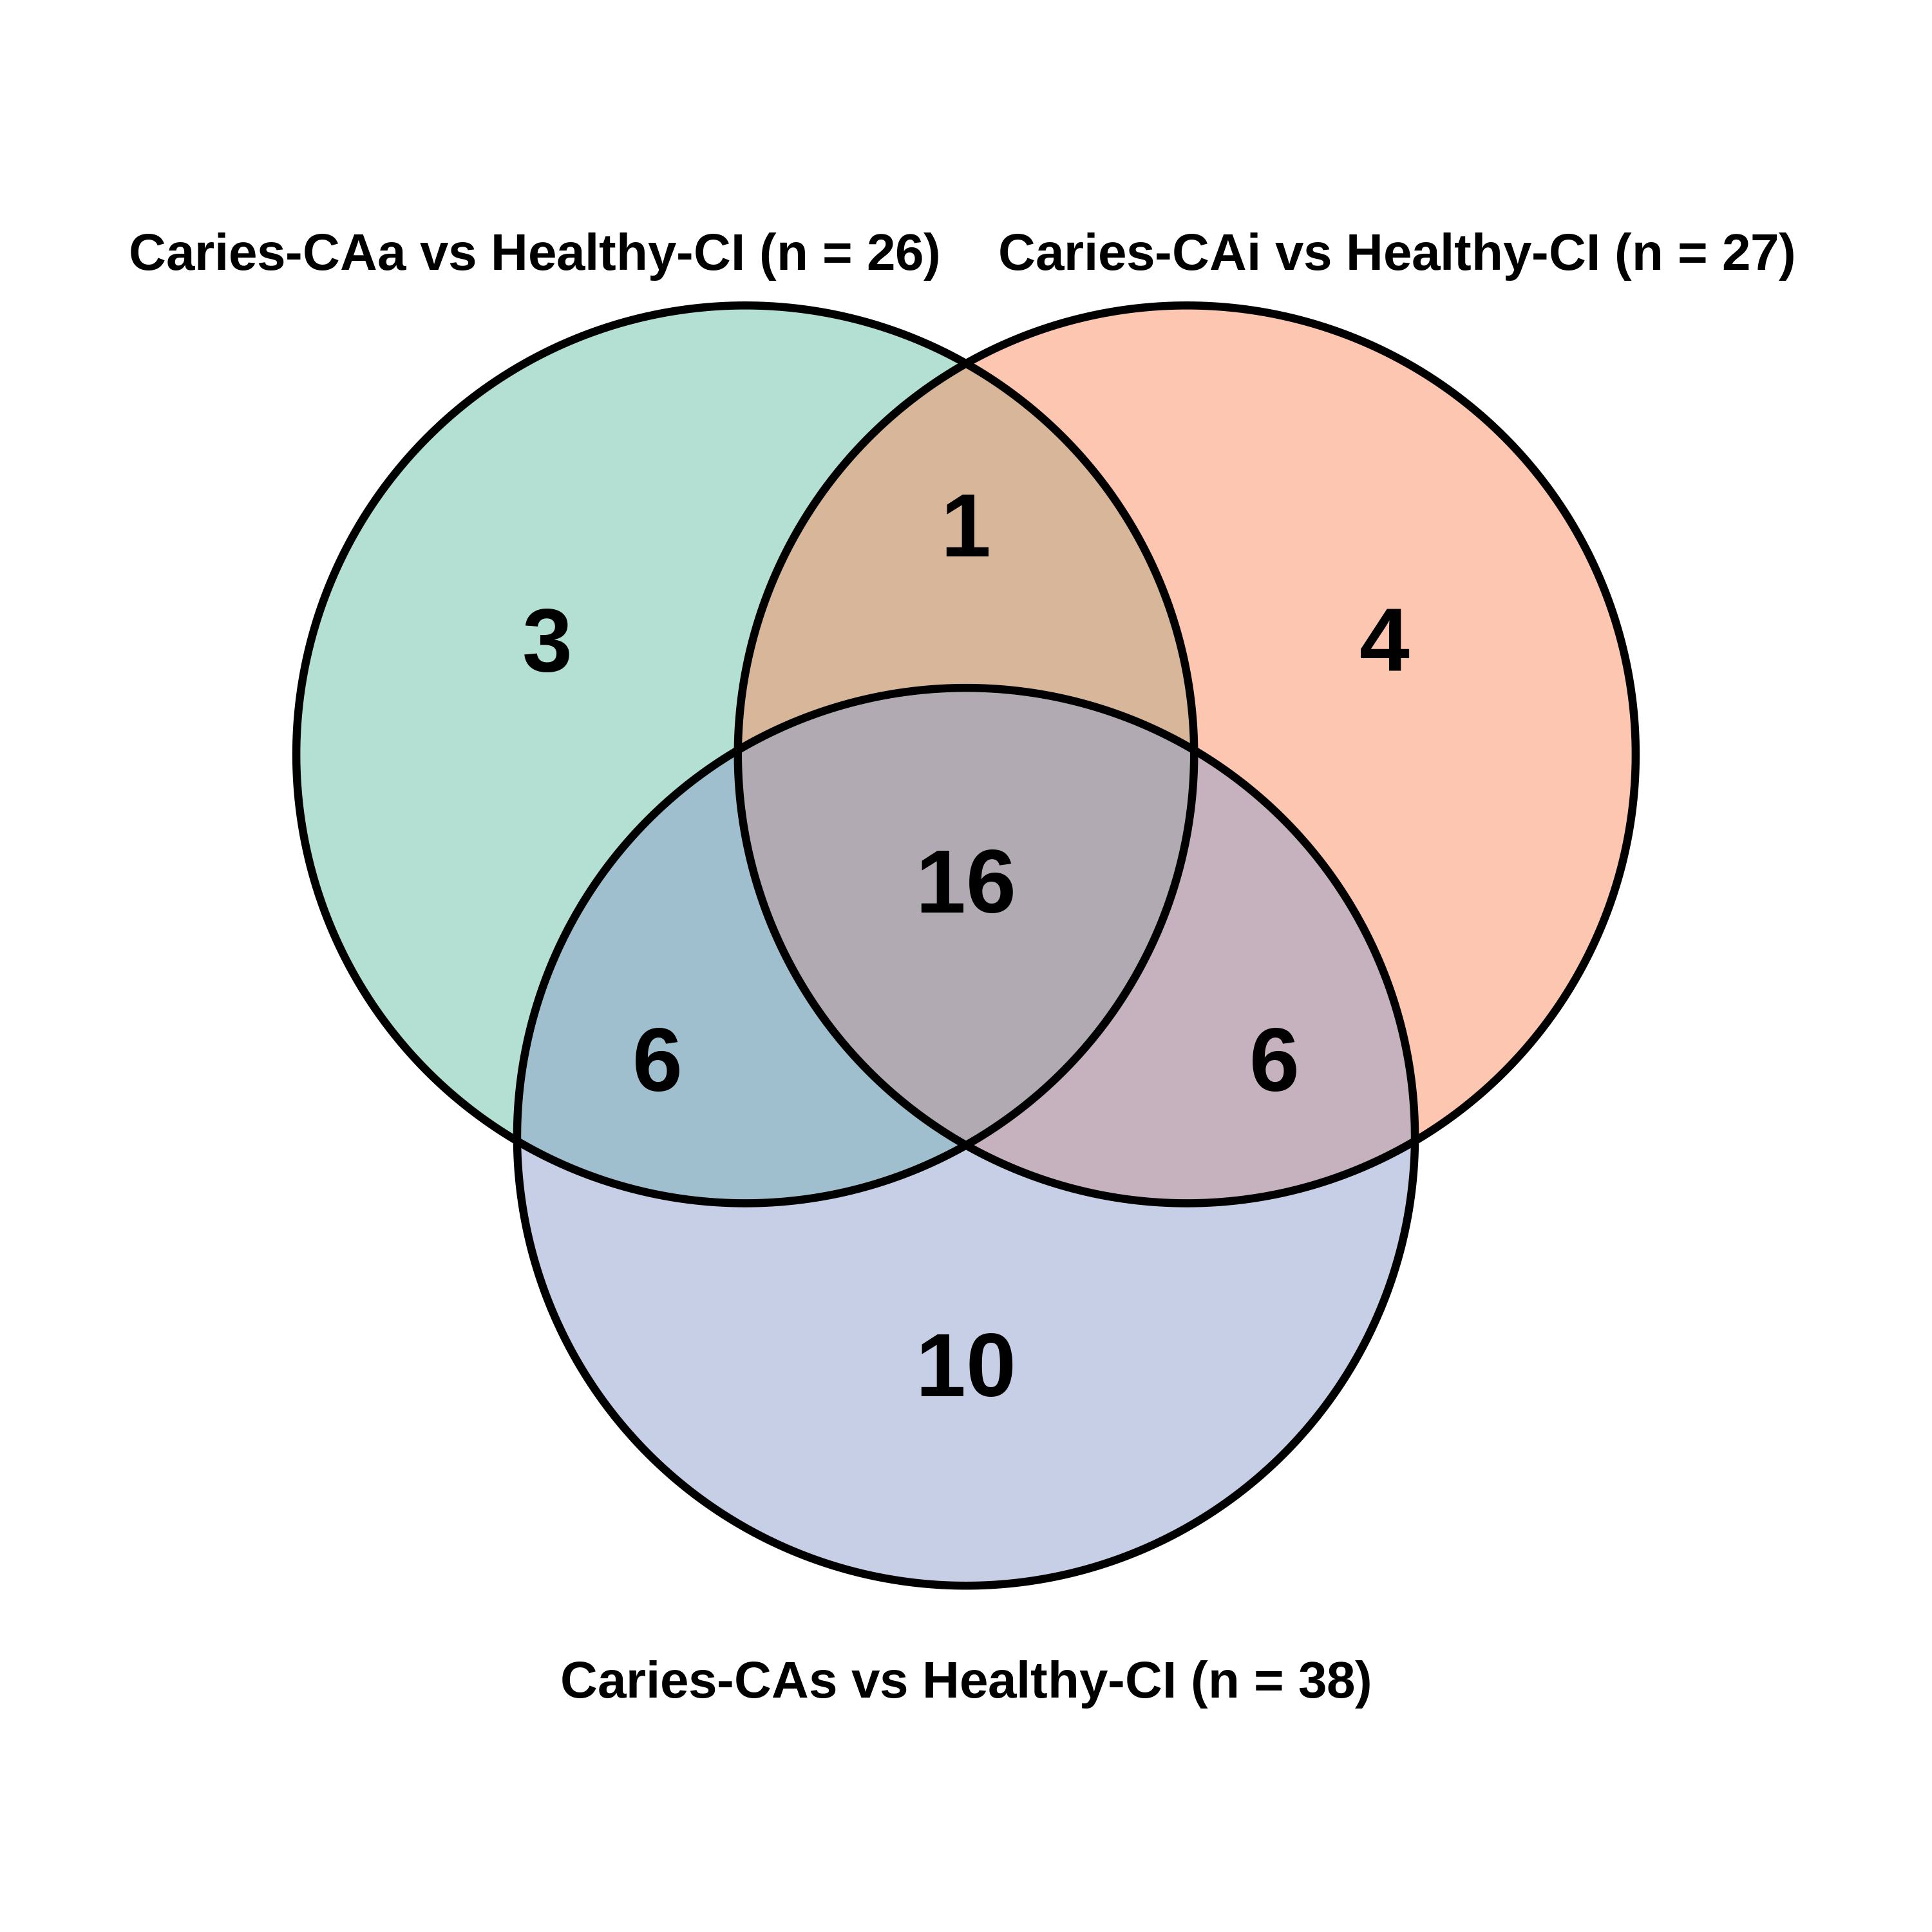 Caries-CAa vs Healthy-CI (n = 26) Caries-CAi vs Healthy-CI (n = 27)
1
3 4
16
6 6
10
Caries-CAs vs Healthy-CI (n = 38)